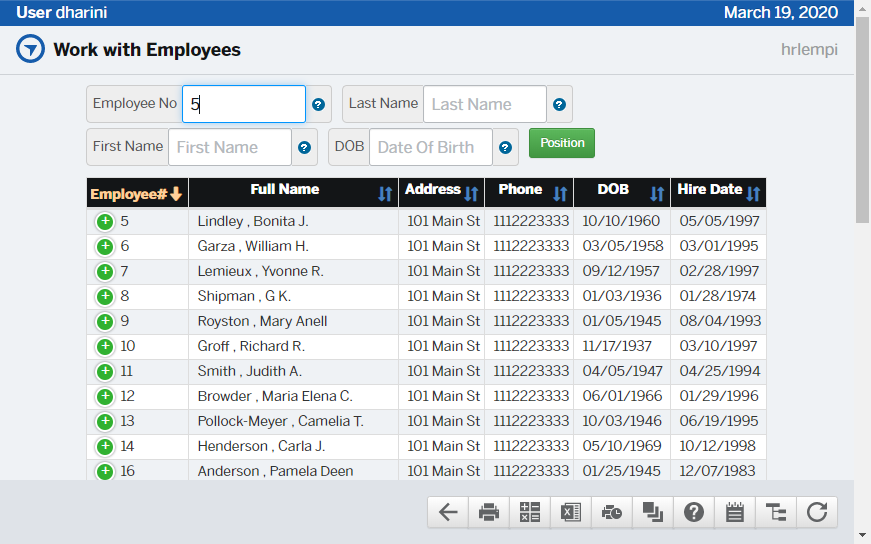 User dharini March 19, 2020
Work with Employees hrlempi
Employee No 5 Last Name Last Name
First Name First Name DOB Date Of Birth Position
Employee# Full Name Address Phone DOB Hire Date
5 Lindley , Bonita J. 101 Main St 1112223333 10/10/1960 05/05/1997
6 Garza , William H. 101 Main St 1112223333 03/05/1958 03/01/1995
7 Lemieux , Yvonne R. 101 Main St 1112223333 09/12/1957 02/28/1997
8 Shipman , G K. 101 Main St 1112223333 01/03/1936 01/28/1974
9 Royston , Mary Anell 101 Main St 1112223333 01/05/1945 08/04/1993
10 Groff , Richard R. 101 Main St 1112223333 11/17/1937 03/10/1997
11 Smith , Judith A. 101 Main St 1112223333 04/05/1947 04/25/1994
12 Browder , Maria Elena C. 101 Main St 1112223333 06/01/1966 01/29/1996
13 Pollock-Meyer , Camelia T. 101 Main St 1112223333 10/03/1946 06/19/1995
14 Henderson , Carla J. 101 Main St 1112223333 05/10/1969 10/12/1998
16 Anderson , Pamela Deen 101 Main St 1112223333 01/25/1945 12/07/1983